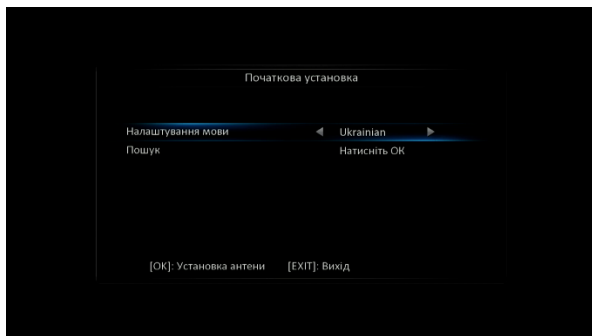 Початкова установка
Налаштування мови Ukrainian
Пошук Натисніть ОК
[OK]: Установка антени [EXIT]: Вихід